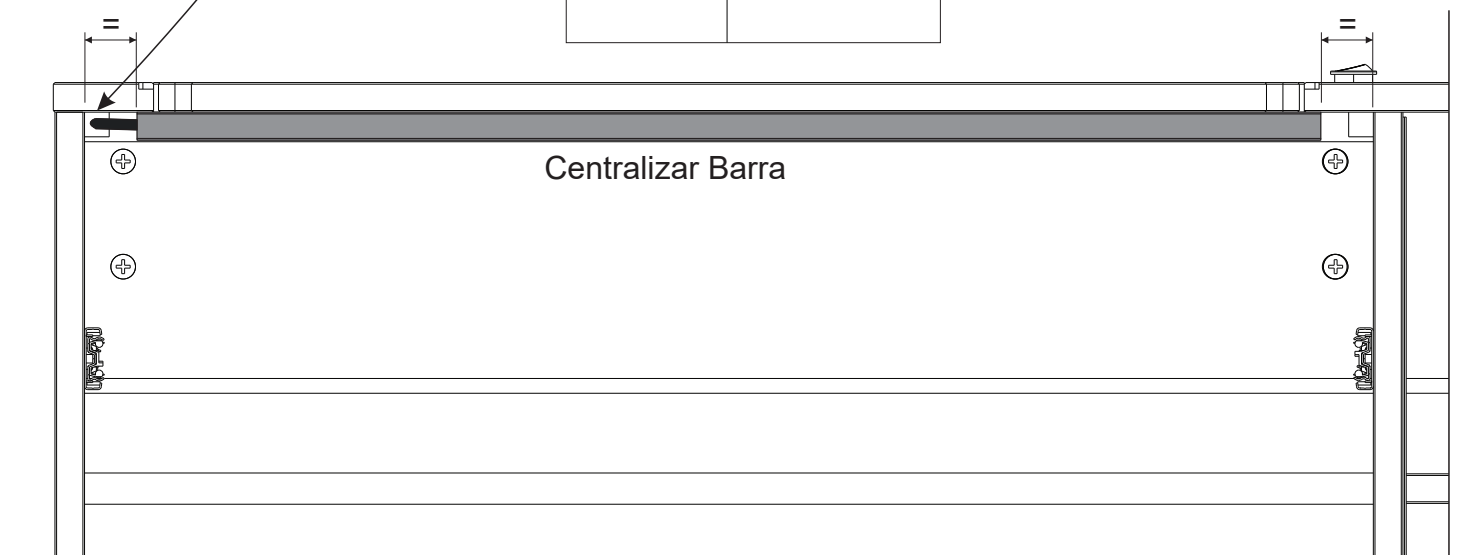 = =
Centralizar Barra